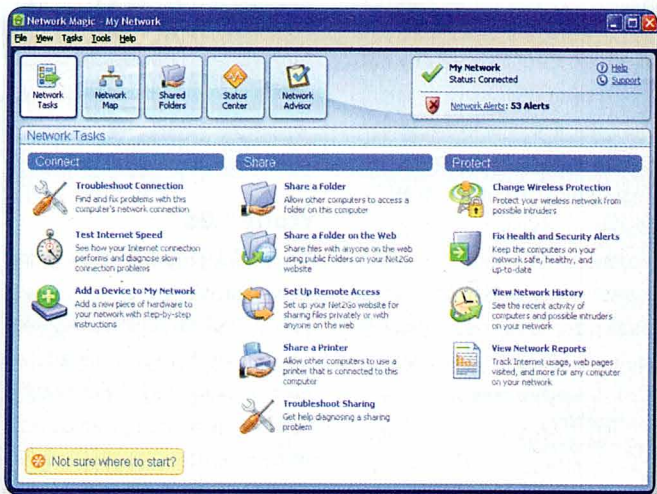 Network Magic - My Network
File View Tasks Tools Help
Network
Tasks
Network
Map
Shared
Folders
Status
Center
Network
Advisor
My Network
Status: Connected
Help
Support
Network Alerts: 53 Alerts
Network Tasks
Connect
Troubleshoot Connection
Find and fix problems with this
computer's network connection
Test Internet Speed
See how your Internet connection
performs and diagnose slow
connection problems
Add a Device to My Network
Add a new piece of hardware to
your network with step-by-step
instructions
Share
Share a Folder
Allow other computers to access a
folder on this computer
Share a Folder on the Web
Share files with anyone on the web
using public folders on your Net2Go
website
Set Up Remote Access
Set up your Net2Go website for
sharing files privately or with
anyone on the web
Share a Printer
Allow other computers to use a
printer that is connected to this
computer
Troubleshoot Sharing
Get help diagnosing a sharing
problem
Protect
Change Wireless Protection
Protect your wireless network from
possible intruders
Fix Health and Security Alerts
Keep the computers on your
network safe, healthy, and
up-to-date
View Network History
See the recent activity of
computers and possible intruders
on your network
View Network Reports
Track Internet usage, web pages
visited, and more for any computer
on your network
Not sure where to start?